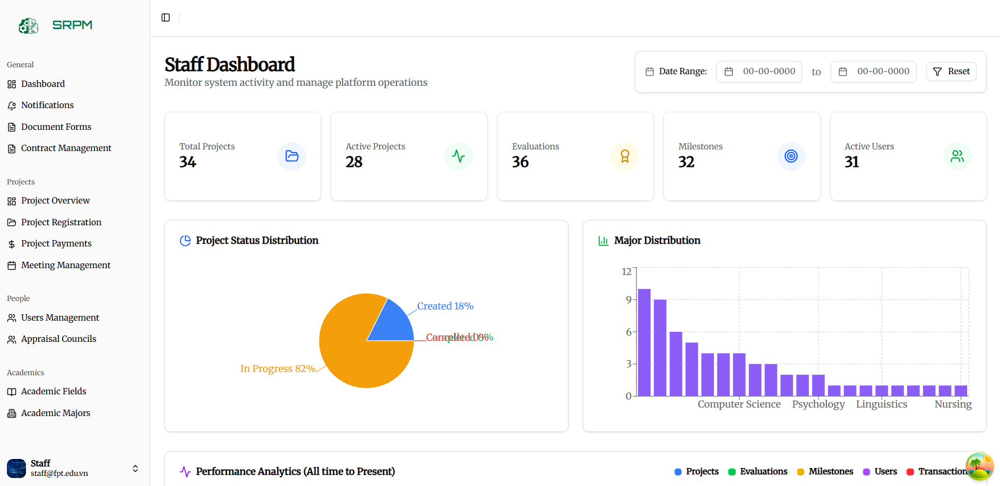 SRPM
General
Dashboard
Notifications
Document Forms
Contract Management
Projects
Project Overview
Project Registration
Project Payments
Meeting Management
People
Users Management
Appraisal Councils
Academics
Academic Fields
Academic Majors
Staff
staff@fpt.edu.vn
Staff Dashboard
Monitor system activity and manage platform operations
Date Range: 00-00-0000 to 00-00-0000 Reset
Total Projects
34
Active Projects
28
Evaluations
36
Milestones
32
Active Users
31
Project Status Distribution
Created 18%
Completed 0%
Cancelled 0%
In Progress 82%
Major Distribution
12
9
6
3
0
Computer Science Psychology Linguistics Nursing
Performance Analytics (All time to Present)
Projects Evaluations Milestones Users Transaction